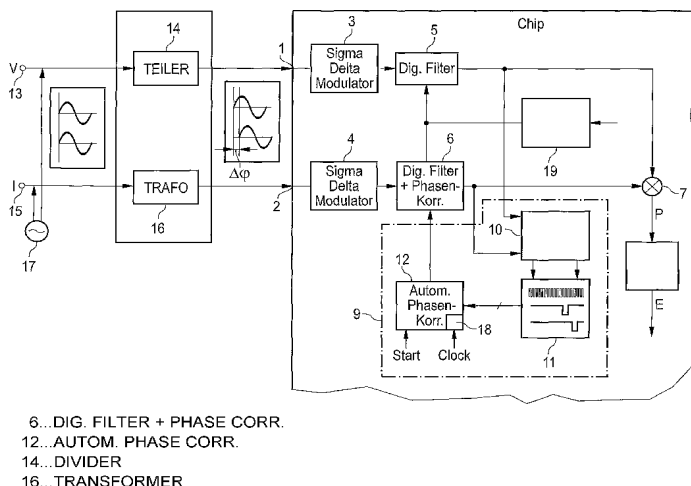 3
Chip
14
5
V
13
TEILER
1
Sigma
Delta
Modulator
Dig. Filter
4
6
19
7
Δφ
I
15
TRAFO
16
2
Sigma
Delta
Modulator
Dig. Filter
+ Phasen-
Korr.
17
10
P
12
9
Autom.
Phasen-
Korr.
18
11
E
Start
Clock
6...DIG. FILTER + PHASE CORR.
12...AUTOM. PHASE CORR.
14...DIVIDER
16...TRANSFORMER